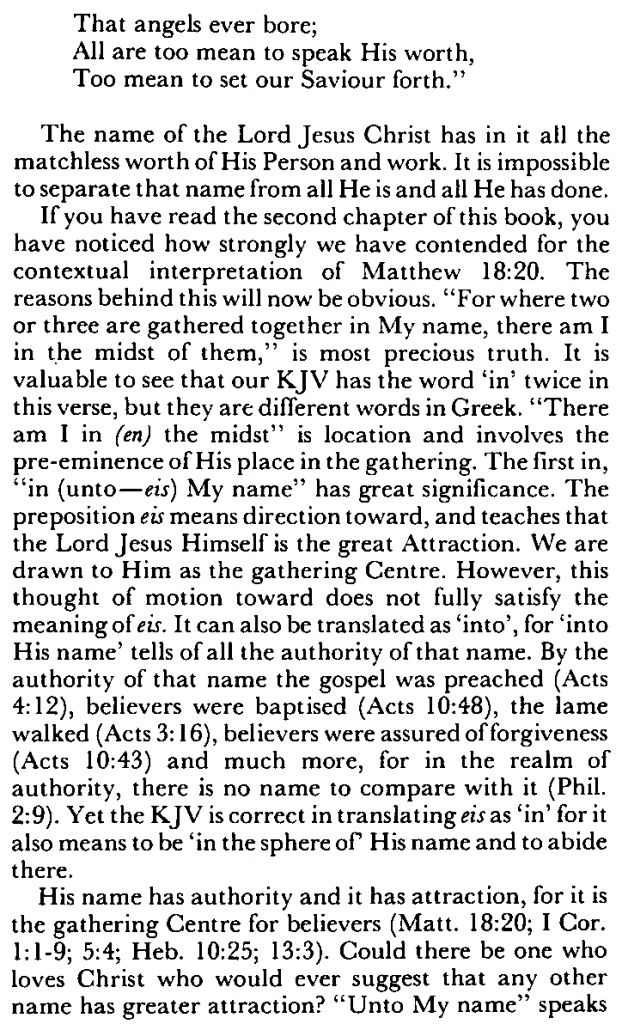 That angels ever bore;
All are too mean to speak His worth,
Too mean to set our Saviour forth.”
The name of the Lord Jesus Christ has in it all the
matchless worth of His Person and work. It is impossible
to separate that name from all He is and all He has done.
If you have read the second chapter of this book, you
have noticed how strongly we have contended for the
contextual interpretation of Matthew 18:20. The
reasons behind this will now be obvious. “For where two
or three are gathered together in My name, there am I
in the midst of them,” is most precious truth. It is
valuable to see that our KJV has the word ‘in’ twice in
this verse, but they are different words in Greek. “There
am I in (en) the midst” is location and involves the
pre-eminence of His place in the gathering. The first in,
“in (unto—eis) My name” has great significance. The
preposition eis means direction toward, and teaches that
the Lord Jesus Himself is the great Attraction. We are
drawn to Him as the gathering Centre. However, this
thought of motion toward does not fully satisfy the
meaning of eis. It can also be translated as ‘into’, for ‘into
His name’ tells of all the authority of that name. By the
authority of that name the gospel was preached (Acts
4:12), believers were baptised (Acts 10:48), the lame
walked (Acts 3:16), believers were assured of forgiveness
(Acts 10:43) and much more, for in the realm of
authority, there is no name to compare with it (Phil.
2:9). Yet the KJV is correct in translating eis as ‘in’ for it
also means to be ‘in the sphere of’ His name and to abide
there.
His name has authority and it has attraction, for it is
the gathering Centre for believers (Matt. 18:20; I Cor.
1:1-9; 5:4; Heb. 10:25; 13:3). Could there be one who
loves Christ who would ever suggest that any other
name has greater attraction? “Unto My name” speaks